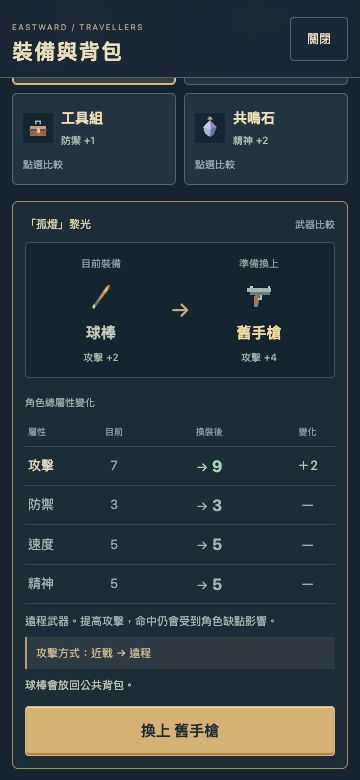 EASTWARD / TRAVELLERS
裝備與背包
關閉
工具組
防禦 +1
點選比較
共鳴石
精神 +2
點選比較
「孤燈」黎光
武器比較
目前裝備
球棒
攻擊 +2
→
準備換上
舊手槍
攻擊 +4
角色總屬性變化
屬性 目前 換裝後 變化
攻擊 7 → 9 +2
防禦 3 → 3 —
速度 5 → 5 —
精神 5 → 5 —
遠程武器。提高攻擊，命中仍會受到角色缺點影響。
攻擊方式：近戰 → 遠程
球棒會放回公共背包。
換上 舊手槍